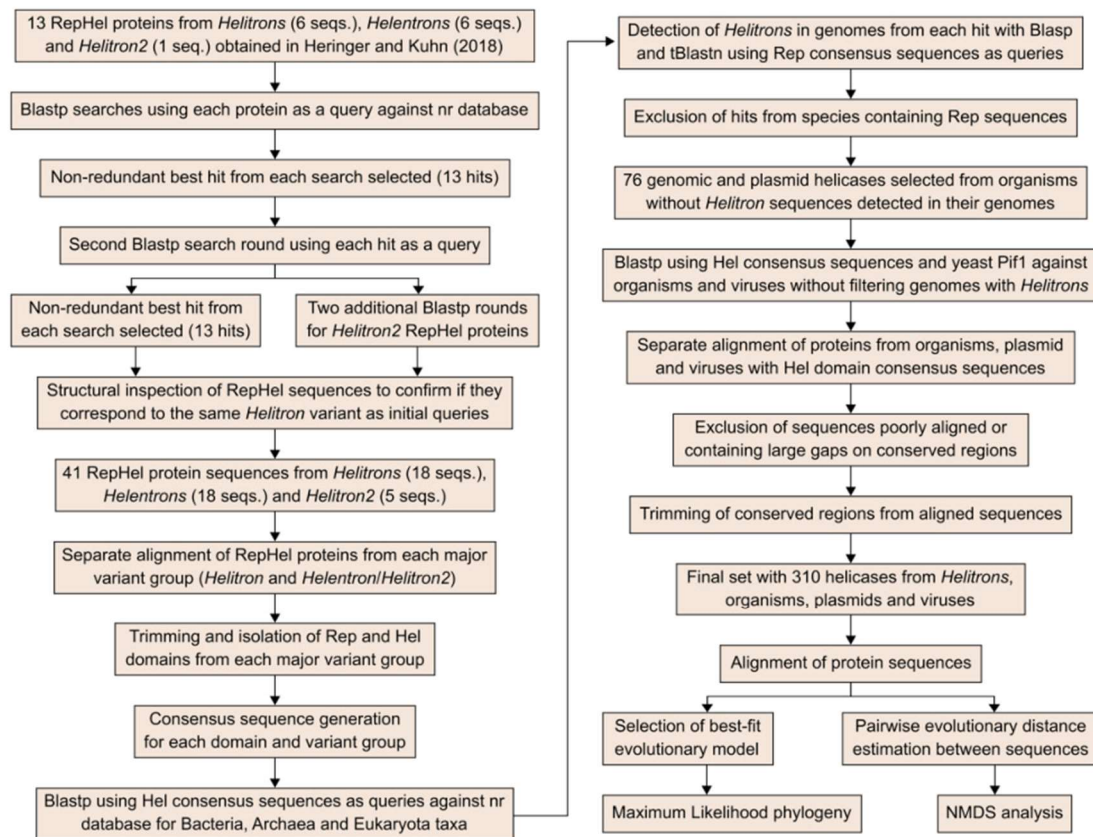 13 RepHel proteins from Helitrons (6 seqs.), Helentrons (6 seqs.)
and Helitron2 (1 seq.) obtained in Heringer and Kuhn (2018)
Blastp searches using each protein as a query against nr database
Non-redundant best hit from each search selected (13 hits)
Second Blastp search round using each hit as a query
Non-redundant best hit from
each search selected (13 hits)
Two additional Blastp rounds
for Helitron2 RepHel proteins
Structural inspection of RepHel sequences to confirm if they
correspond to the same Helitron variant as initial queries
41 RepHel protein sequences from Helitrons (18 seqs.),
Helentrons (18 seqs.) and Helitron2 (5 seqs.)
Separate alignment of RepHel proteins from each major
variant group (Helitron and Helentron/Helitron2)
Trimming and isolation of Rep and Hel
domains from each major variant group
Consensus sequence generation
for each domain and variant group
Blastp using Hel consensus sequences as queries against nr
database for Bacteria, Archaea and Eukaryota taxa
Detection of Helitrons in genomes from each hit with Blasp
and tBlastn using Rep consensus sequences as queries
Exclusion of hits from species containing Rep sequences
76 genomic and plasmid helicases selected from organisms
without Helitron sequences detected in their genomes
Blastp using Hel consensus sequences and yeast Pif1 against
organisms and viruses without filtering genomes with Helitrons
Separate alignment of proteins from organisms, plasmid
and viruses with Hel domain consensus sequences
Exclusion of sequences poorly aligned or
containing large gaps on conserved regions
Trimming of conserved regions from aligned sequences
Final set with 310 helicases from Helitrons,
organisms, plasmids and viruses
Alignment of protein sequences
Selection of best-fit
evolutionary model
Pairwise evolutionary distance
estimation between sequences
Maximum Likelihood phylogeny
NMDS analysis